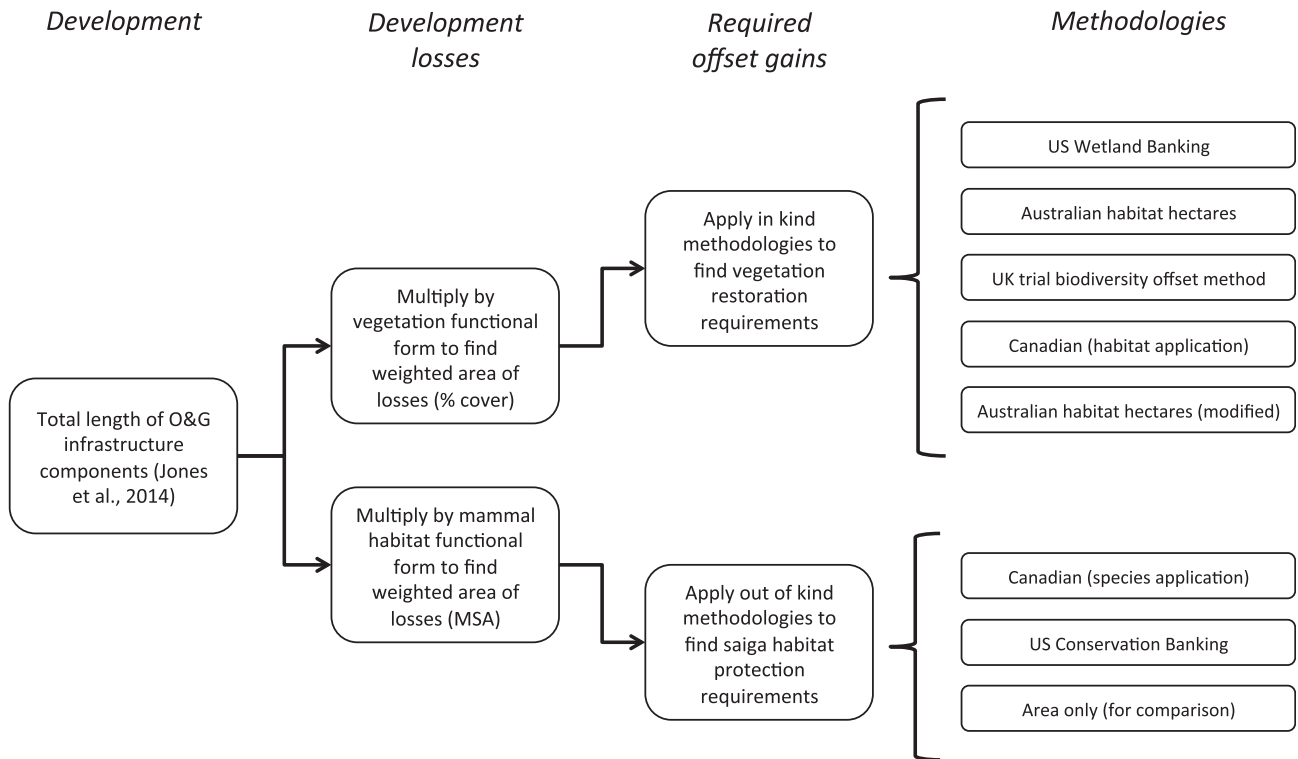 Development
Development
losses
Required
offset gains
Methodologies
Total length of O&G
infrastructure
components (Jones
et al., 2014)
Multiply by
vegetation functional
form to find
weighted area of
losses (% cover)
Multiply by mammal
habitat functional
form to find
weighted area of
losses (MSA)
Apply in kind
methodologies to
find vegetation
restoration
requirements
Apply out of kind
methodologies to
find saiga habitat
protection
requirements
US Wetland Banking
Australian habitat hectares
UK trial biodiversity offset method
Canadian (habitat application)
Australian habitat hectares (modified)
Canadian (species application)
US Conservation Banking
Area only (for comparison)